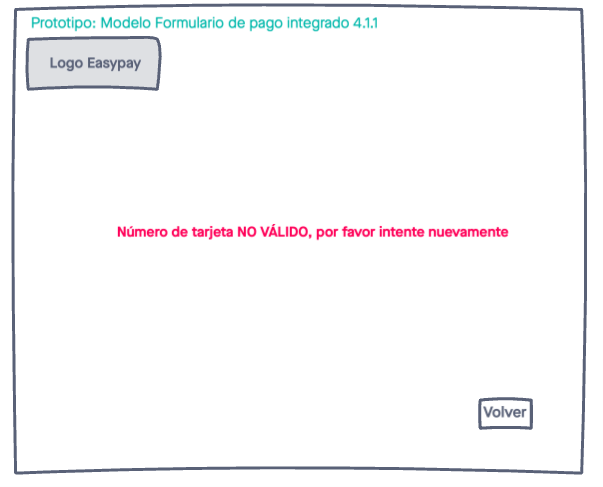 Prototipo: Modelo Formulario de pago integrado 4.1.1
Logo Easypay
Número de tarjeta NO VÁLIDO, por favor intente nuevamente
Volver